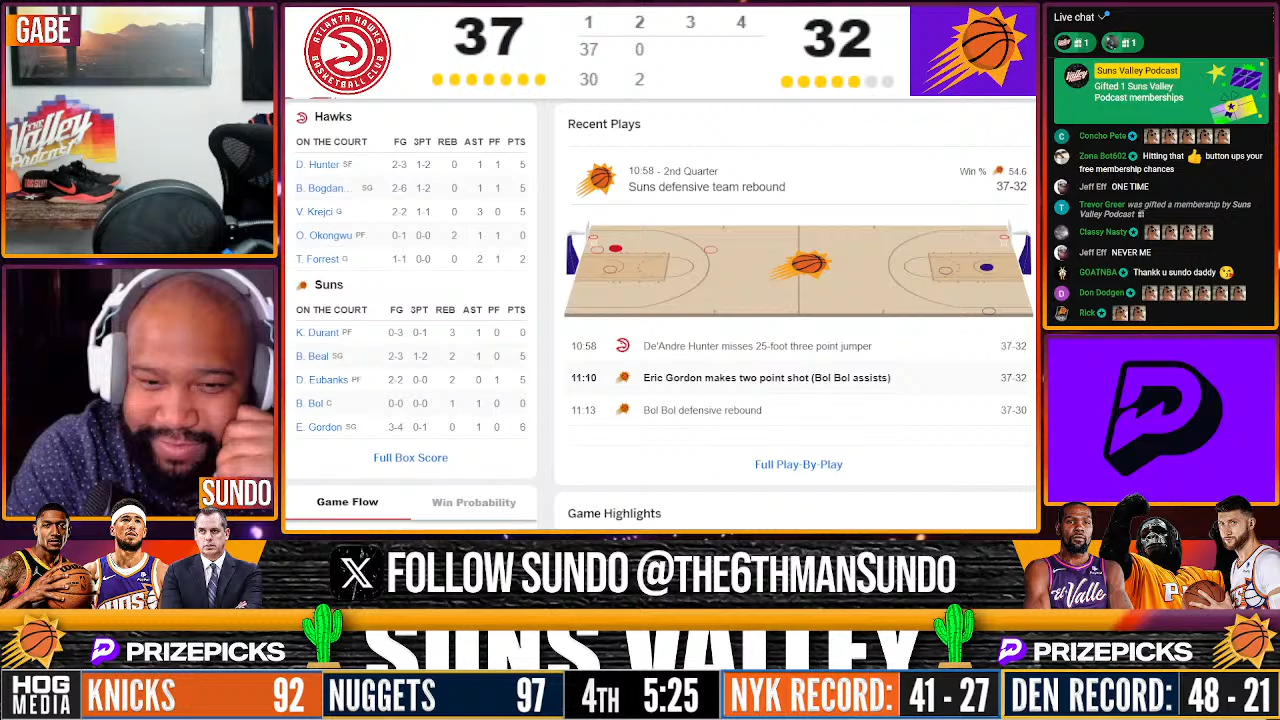 GABE
THE Valley Podcast
SUNDO
ATLANTA HAWKS
BASKETBALL CLUB
37
1 2 3 4
37 0
30 2
32
Hawks
ON THE COURT FG 3PT REB AST PF PTS
D. Hunter SF 2-3 1-2 0 1 1 5
B. Bogdan... SG 2-6 1-2 0 1 1 5
V. Krejci G 2-2 1-1 0 3 0 5
O. Okongwu PF 0-1 0-0 2 1 1 0
T. Forrest G 1-1 0-0 0 2 1 2
Suns
ON THE COURT FG 3PT REB AST PF PTS
K. Durant PF 0-3 0-1 3 1 0 0
B. Beal SG 2-3 1-2 2 1 0 5
D. Eubanks PF 2-2 0-0 2 0 1 5
B. Bol C 0-0 0-0 1 1 0 0
E. Gordon SG 3-4 0-1 0 1 0 6
Full Box Score
Game Flow Win Probability
Recent Plays
10:58 - 2nd Quarter
Suns defensive team rebound
Win % 54.6
37-32
10:58 De'Andre Hunter misses 25-foot three point jumper 37-32
11:10 Eric Gordon makes two point shot (Bol Bol assists) 37-32
11:13 Bol Bol defensive rebound 37-30
Full Play-By-Play
Game Highlights
Live chat
1 1
Valley
Suns Valley Podcast
Gifted 1 Suns Valley
Podcast memberships
C Concho Pete
Zona Bot602 Hitting that 👍 button ups your
free membership chances
Jeff Eff ONE TIME
T Trevor Greer was gifted a membership by Suns
Valley Podcast
Classy Nasty
Jeff Eff NEVER ME
GOATNBA Thankk u sundo daddy 😘
D Don Dodgen
Rick
X FOLLOW SUNDO @THE6THMANSUNDO
SUNS
El Valle
PRIZEPICKS
SUNS VALLEY
PRIZEPICKS
HOG MEDIA
KNICKS 92 NUGGETS 97 4TH 5:25 NYK RECORD: 41 - 27 DEN RECORD: 48 - 21